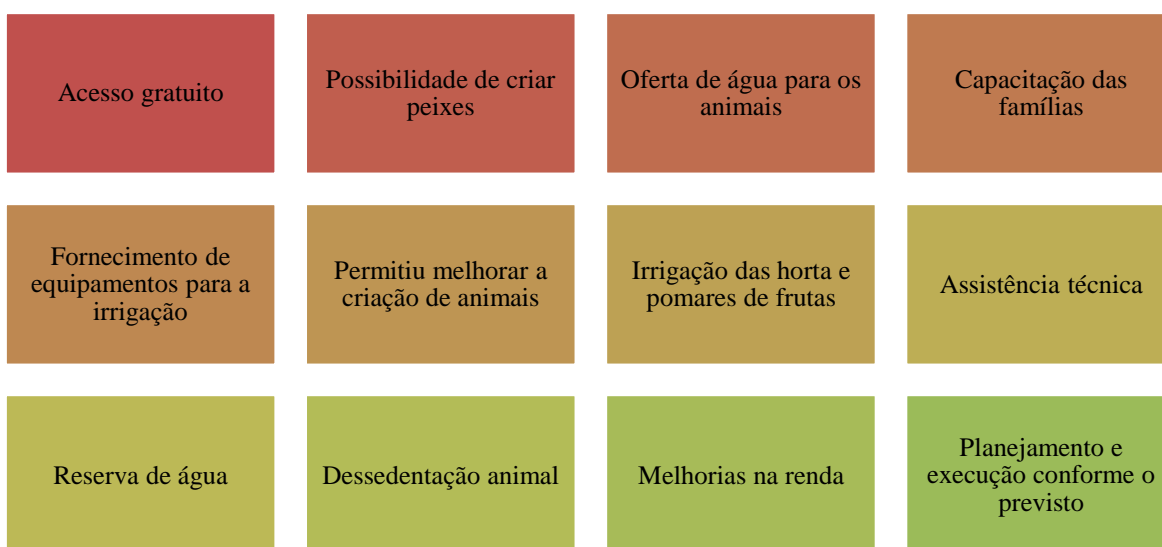 Acesso gratuito
Possibilidade de criar
peixes
Oferta de água para os
animais
Capacitação das
famílias
Fornecimento de
equipamentos para a
irrigação
Permitiu melhorar a
criação de animais
Irrigação das horta e
pomares de frutas
Assistência técnica
Reserva de água
Dessedentação animal
Melhorias na renda
Planejamento e
execução conforme o
previsto